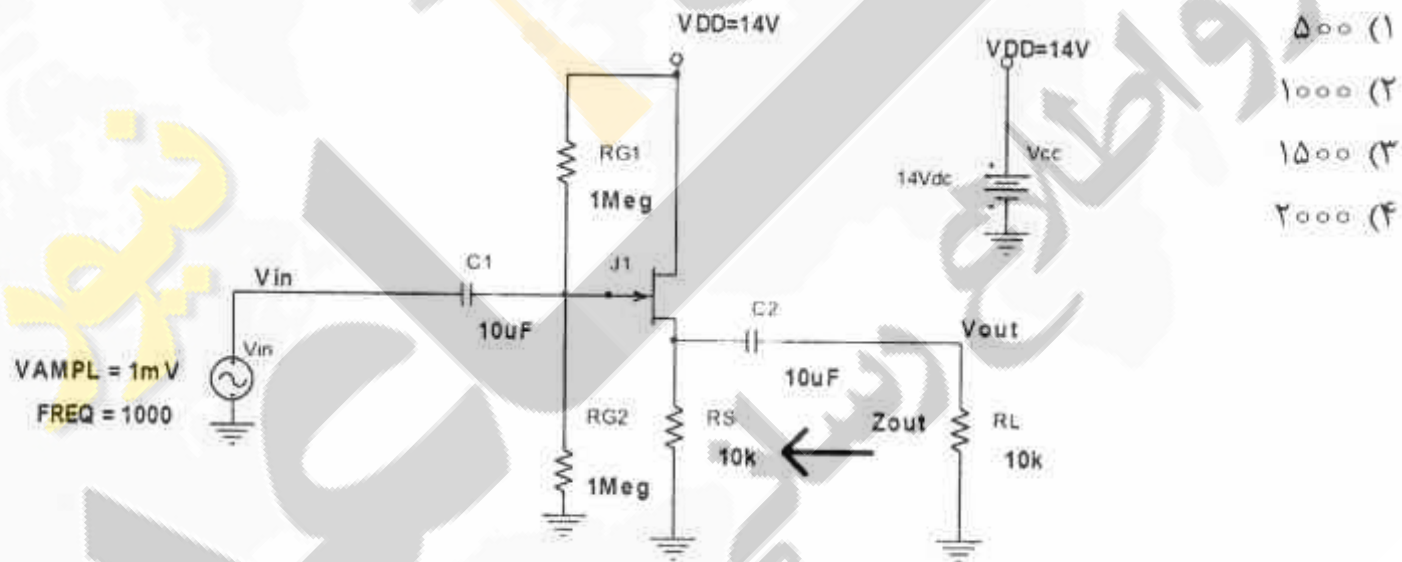 VDD=14V
VDD=14V
۱) ۵۰۰
۲) ۱۰۰۰
۳) ۱۵۰۰
۴) ۲۰۰۰
RG1
1Meg
Vcc
14Vdc
Vin
C1
J1
10uF
C2
Vout
10uF
Vin
VAMPL = 1mV
FREQ = 1000
RG2
1Meg
RS
10k
Zout
RL
10k